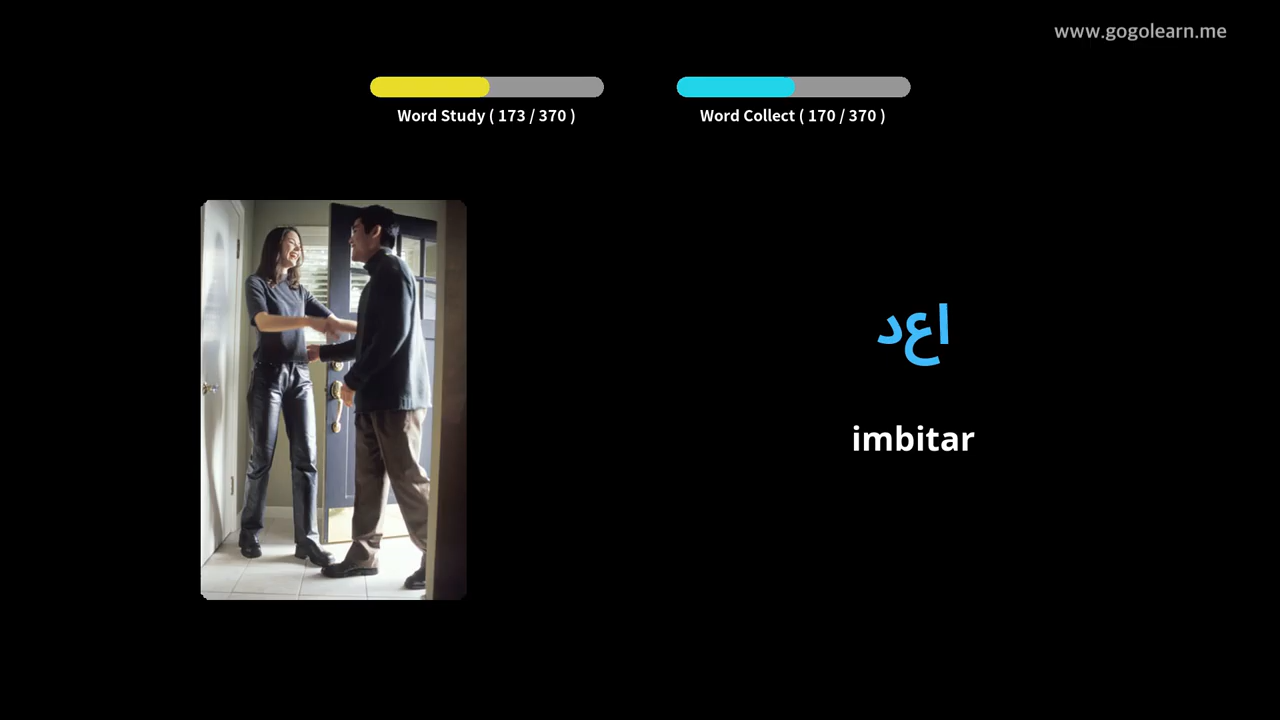 www.gogolearn.me
Word Study ( 173 / 370 )
Word Collect ( 170 / 370 )
اعد
imbitar